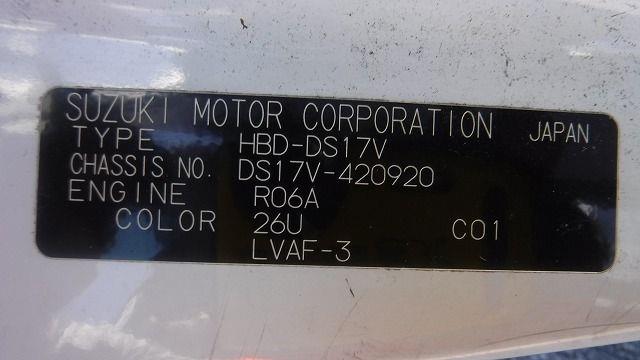 SUZUKI MOTOR CORPORATION JAPAN
TYPE HBD-DS17V
CHASSIS NO. DS17V-420920
ENGINE R06A
COLOR 26U C01
LVAF-3